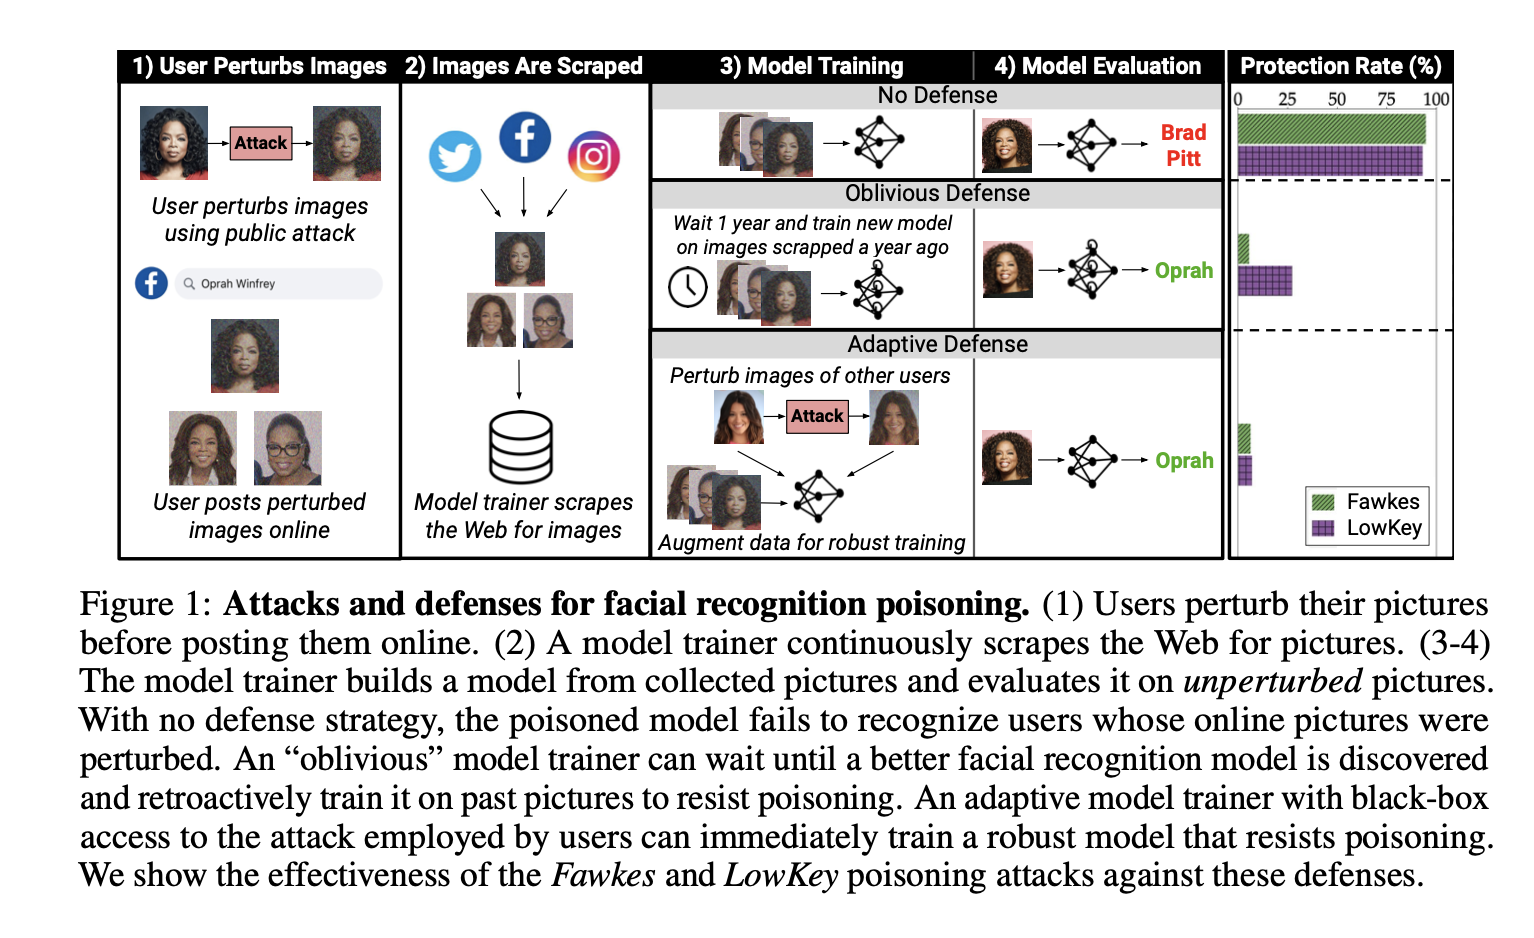 1) User Perturbs Images
Attack
User perturbs images
using public attack
Oprah Winfrey
User posts perturbed
images online
2) Images Are Scraped
Model trainer scrapes
the Web for images
3) Model Training
4) Model Evaluation
No Defense
Brad
Pitt
Oblivious Defense
Wait 1 year and train new model
on images scrapped a year ago
Oprah
Adaptive Defense
Perturb images of other users
Attack
Augment data for robust training
Oprah
Protection Rate (%)
0 25 50 75 100
Fawkes
LowKey
Figure 1: Attacks and defenses for facial recognition poisoning. (1) Users perturb their pictures
before posting them online. (2) A model trainer continuously scrapes the Web for pictures. (3-4)
The model trainer builds a model from collected pictures and evaluates it on unperturbed pictures.
With no defense strategy, the poisoned model fails to recognize users whose online pictures were
perturbed. An “oblivious” model trainer can wait until a better facial recognition model is discovered
and retroactively train it on past pictures to resist poisoning. An adaptive model trainer with black-box
access to the attack employed by users can immediately train a robust model that resists poisoning.
We show the effectiveness of the Fawkes and LowKey poisoning attacks against these defenses.